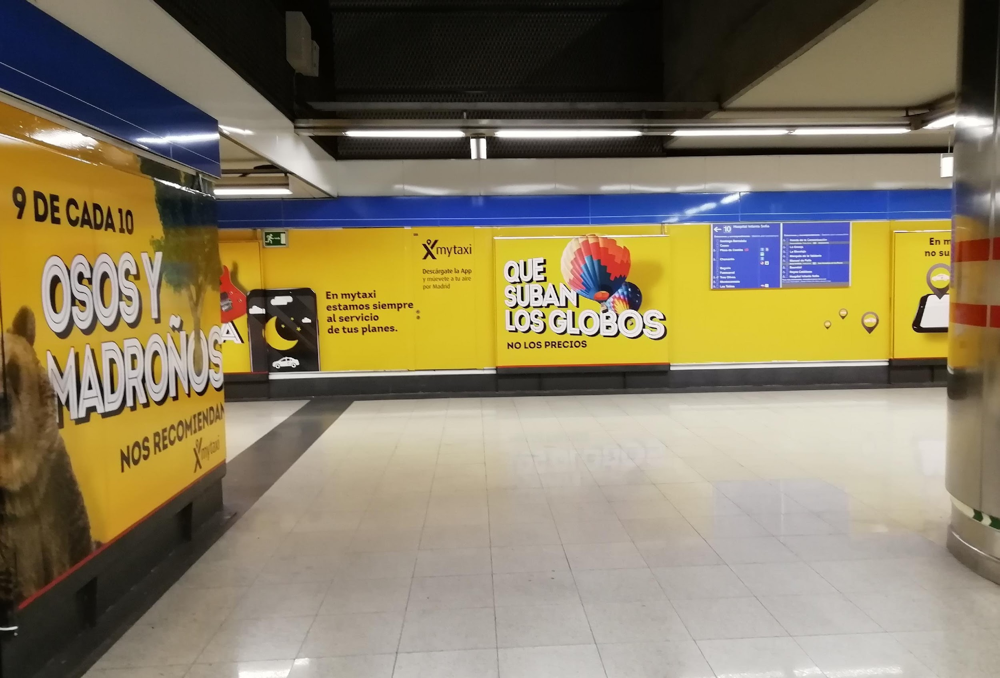 9 DE CADA 10
OSOS Y
MADROÑOS
NOS RECOMIENDAN
mytaxi
A
En mytaxi
estamos siempre
al servicio
de tus planes.
mytaxi
Descárgate la App
y múevete a tu aire
por Madrid
QUE
SUBAN
LOS GLOBOS
NO LOS PRECIOS
10 Hospital Infanta Sofía
Santiago Bernabéu
Cuzco
Plaza de Castilla
Chamartín
Begoña
Fuencarral
Tres Olivos
Montecarmelo
Las Tablas
Ronda de la Comunicación
La Granja
La Moraleja
Marqués de la Valdavia
Manuel de Falla
Baunatal
Reyes Católicos
Hospital Infanta Sofía
En m
no su